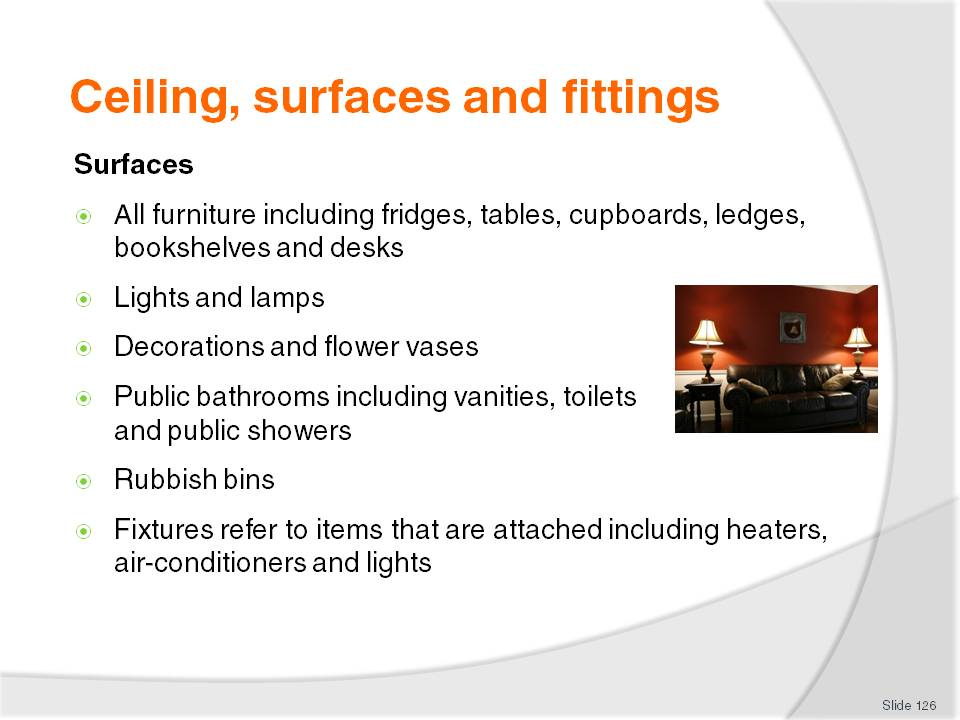 Ceiling, surfaces and fittings
Surfaces
All furniture including fridges, tables, cupboards, ledges,
bookshelves and desks
Lights and lamps
Decorations and flower vases
Public bathrooms including vanities, toilets
and public showers
Rubbish bins
Fixtures refer to items that are attached including heaters,
air-conditioners and lights
Slide 126